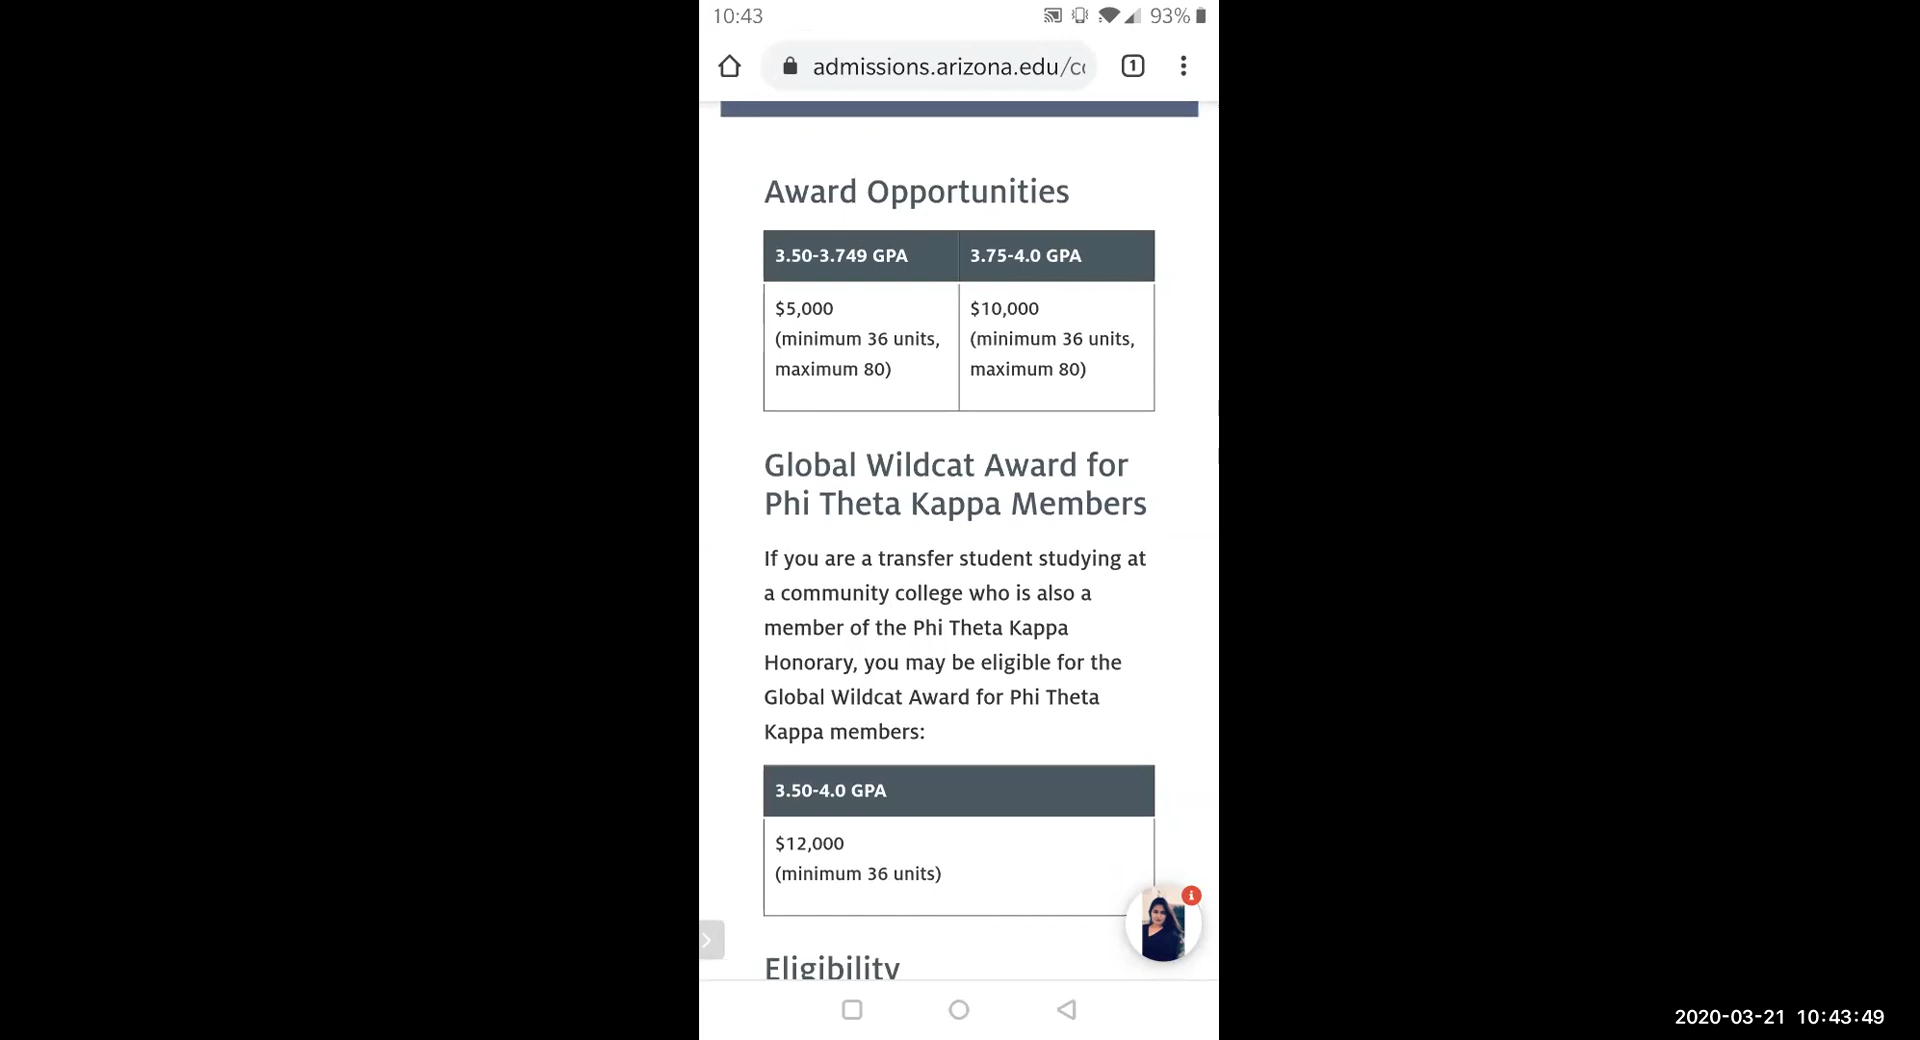 10:43
93%
admissions.arizona.edu/co
1
Award Opportunities
3.50-3.749 GPA
3.75-4.0 GPA
$5,000
(minimum 36 units,
maximum 80)
$10,000
(minimum 36 units,
maximum 80)
Global Wildcat Award for
Phi Theta Kappa Members
If you are a transfer student studying at
a community college who is also a
member of the Phi Theta Kappa
Honorary, you may be eligible for the
Global Wildcat Award for Phi Theta
Kappa members:
3.50-4.0 GPA
$12,000
(minimum 36 units)
i
Eligibility
2020-03-21 10:43:49